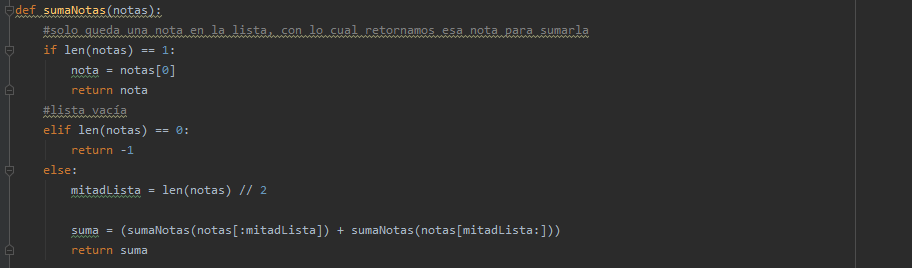 def sumaNotas(notas):
    #solo queda una nota en la lista, con lo cual retornamos esa nota para sumarla
    if len(notas) == 1:
        nota = notas[0]
        return nota
    #lista vacía
    elif len(notas) == 0:
        return -1
    else:
        mitadLista = len(notas) // 2

        suma = (sumaNotas(notas[:mitadLista]) + sumaNotas(notas[mitadLista:]))
        return suma